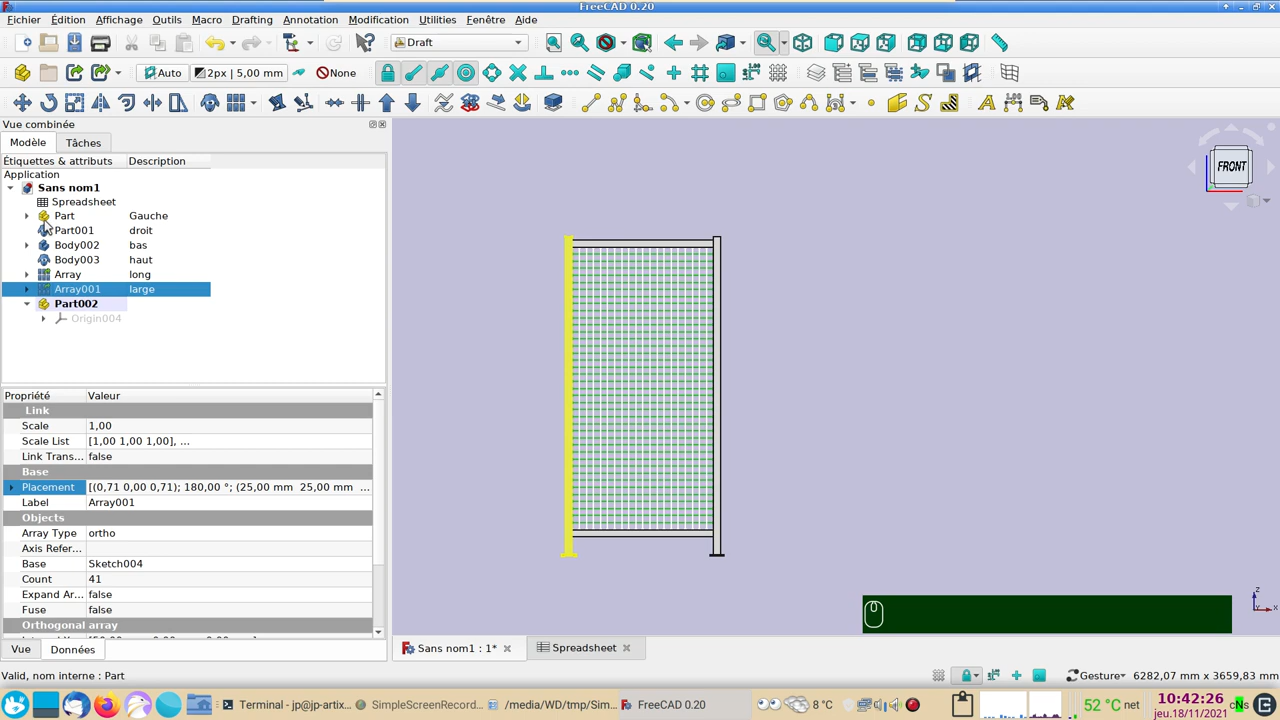 FreeCAD 0.20
Fichier Édition Affichage Outils Macro Drafting Annotation Modification Utilities Fenêtre Aide
Draft
Auto 2px | 5,00 mm None
Vue combinée
Modèle Tâches
Étiquettes & attributs Description
Application
Sans nom1
Spreadsheet
Part Gauche
Part001 droit
Body002 bas
Body003 haut
Array long
Array001 large
Part002
Origin004
FRONT
Propriété Valeur
Link
Scale 1,00
Scale List [1,00 1,00 1,00], ...
Link Trans... false
Base
Placement [(0,71 0,00 0,71); 180,00 °; (25,00 mm 25,00 mm ...
Label Array001
Objects
Array Type ortho
Axis Refer...
Base Sketch004
Count 41
Expand Ar... false
Fuse false
Orthogonal array
Vue Données
Sans nom1 : 1* Spreadsheet
Valid, nom interne : Part Gesture 6282,07 mm x 3659,83 mm
Terminal - jp@jp-artix... SimpleScreenRecord... /media/WD/tmp/Sim... FreeCAD 0.20 8 °C 52 °C net 10:42:26 cNs
jeu.18/11/2021